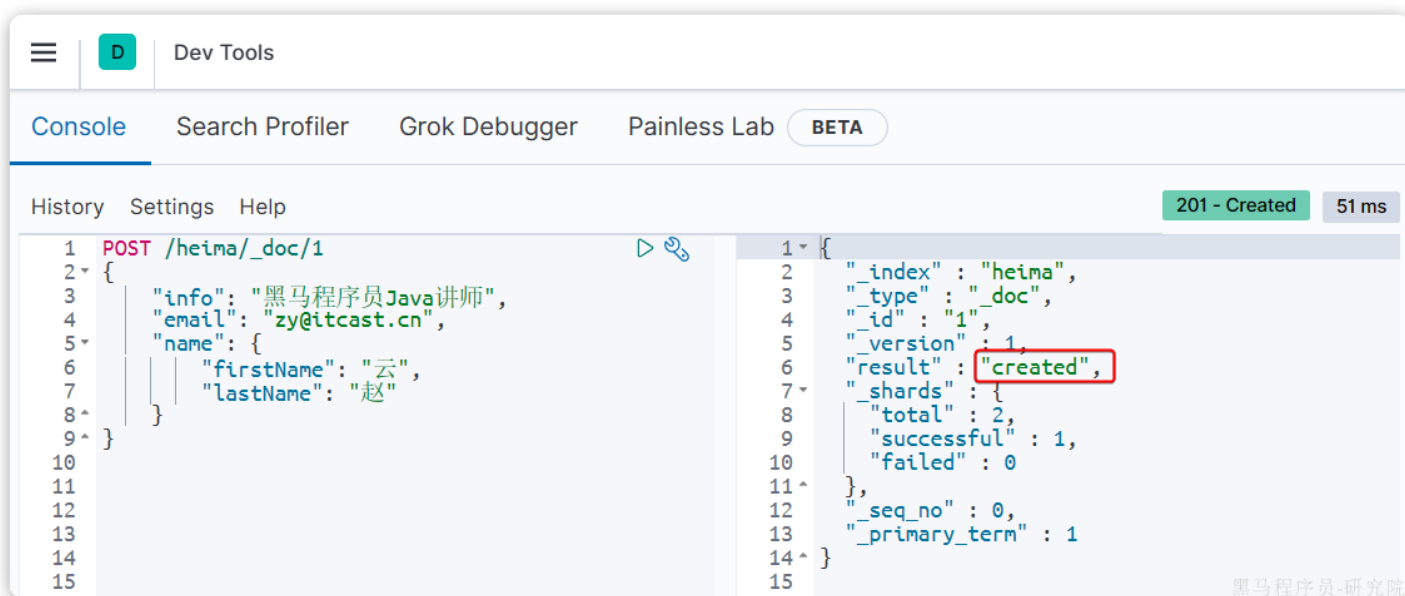 D Dev Tools
Console Search Profiler Grok Debugger Painless Lab BETA
History Settings Help 201 - Created 51 ms
1 POST /heima/_doc/1
2 {
3 "info": "黑马程序员Java讲师",
4 "email": "zy@itcast.cn",
5 "name": {
6 "firstName": "云",
7 "lastName": "赵"
8 }
9 }
10
11
12
13
14
15
1 {
2 "_index" : "heima",
3 "_type" : "_doc",
4 "_id" : "1",
5 "_version" : 1,
6 "result" : "created",
7 "_shards" : {
8 "total" : 2,
9 "successful" : 1,
10 "failed" : 0
11 },
12 "_seq_no" : 0,
13 "_primary_term" : 1
14 }
15
黑马程序员-研究院